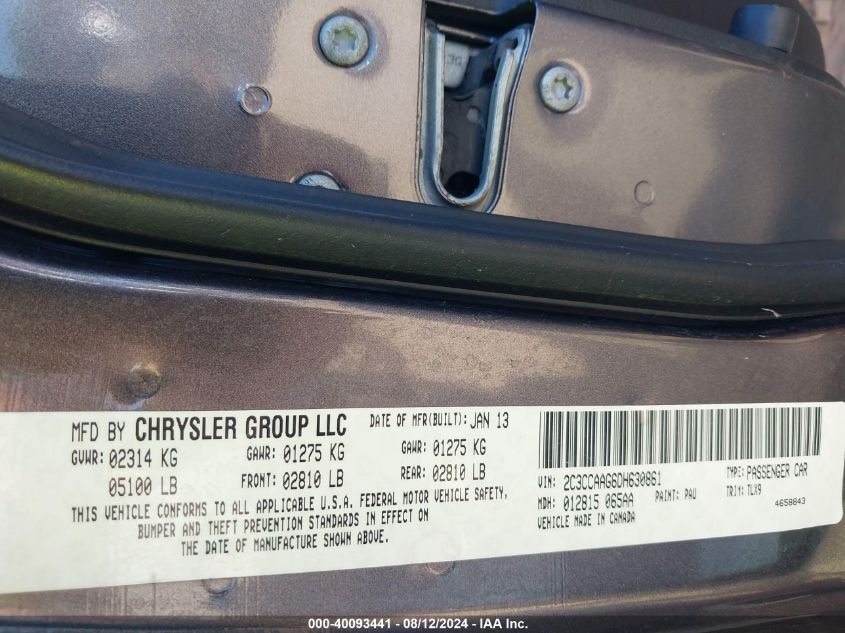 MFD BY CHRYSLER GROUP LLC DATE OF MFR(BUILT): JAN 13
GVWR: 02314 KG GAWR: 01275 KG GAWR: 01275 KG
05100 LB FRONT: 02810 LB REAR: 02810 LB
THIS VEHICLE CONFORMS TO ALL APPLICABLE U.S.A. FEDERAL MOTOR VEHICLE SAFETY,
BUMPER AND THEFT PREVENTION STANDARDS IN EFFECT ON
THE DATE OF MANUFACTURE SHOWN ABOVE.
VIN: 2C3CCAAG6DH630861 TYPE: PASSENGER CAR
MDH: 012815 065AA PAINT: PAU TRIM: TLX9
VEHICLE MADE IN CANADA 4658843
000-40093441 - 08/12/2024 - IAA Inc.